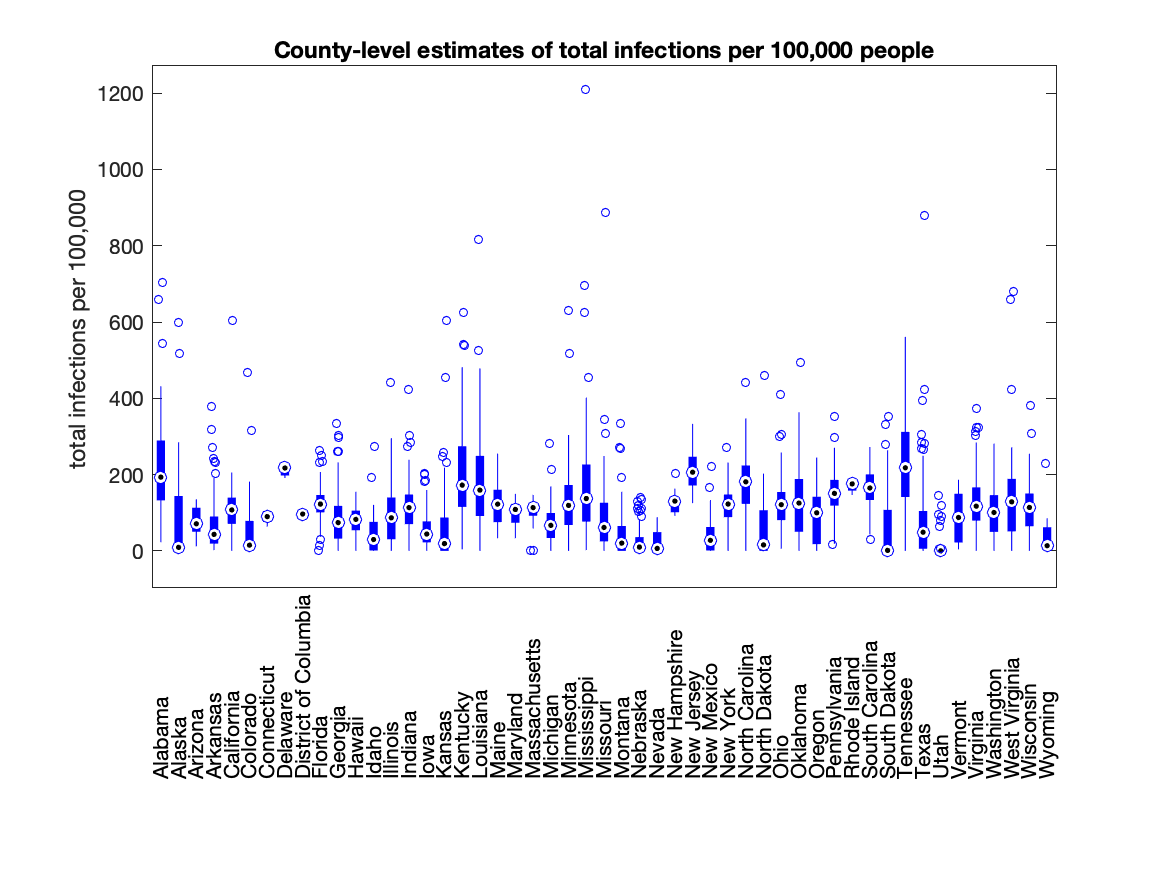 County-level estimates of total infections per 100,000 people
total infections per 100,000
1200
1000
800
600
400
200
0
Alabama
Alaska
Arizona
Arkansas
California
Colorado
Connecticut
Delaware
District of Columbia
Florida
Georgia
Hawaii
Idaho
Illinois
Indiana
Iowa
Kansas
Kentucky
Louisiana
Maine
Maryland
Massachusetts
Michigan
Minnesota
Mississippi
Missouri
Montana
Nebraska
Nevada
New Hampshire
New Jersey
New Mexico
New York
North Carolina
North Dakota
Ohio
Oklahoma
Oregon
Pennsylvania
Rhode Island
South Carolina
South Dakota
Tennessee
Texas
Utah
Vermont
Virginia
Washington
West Virginia
Wisconsin
Wyoming